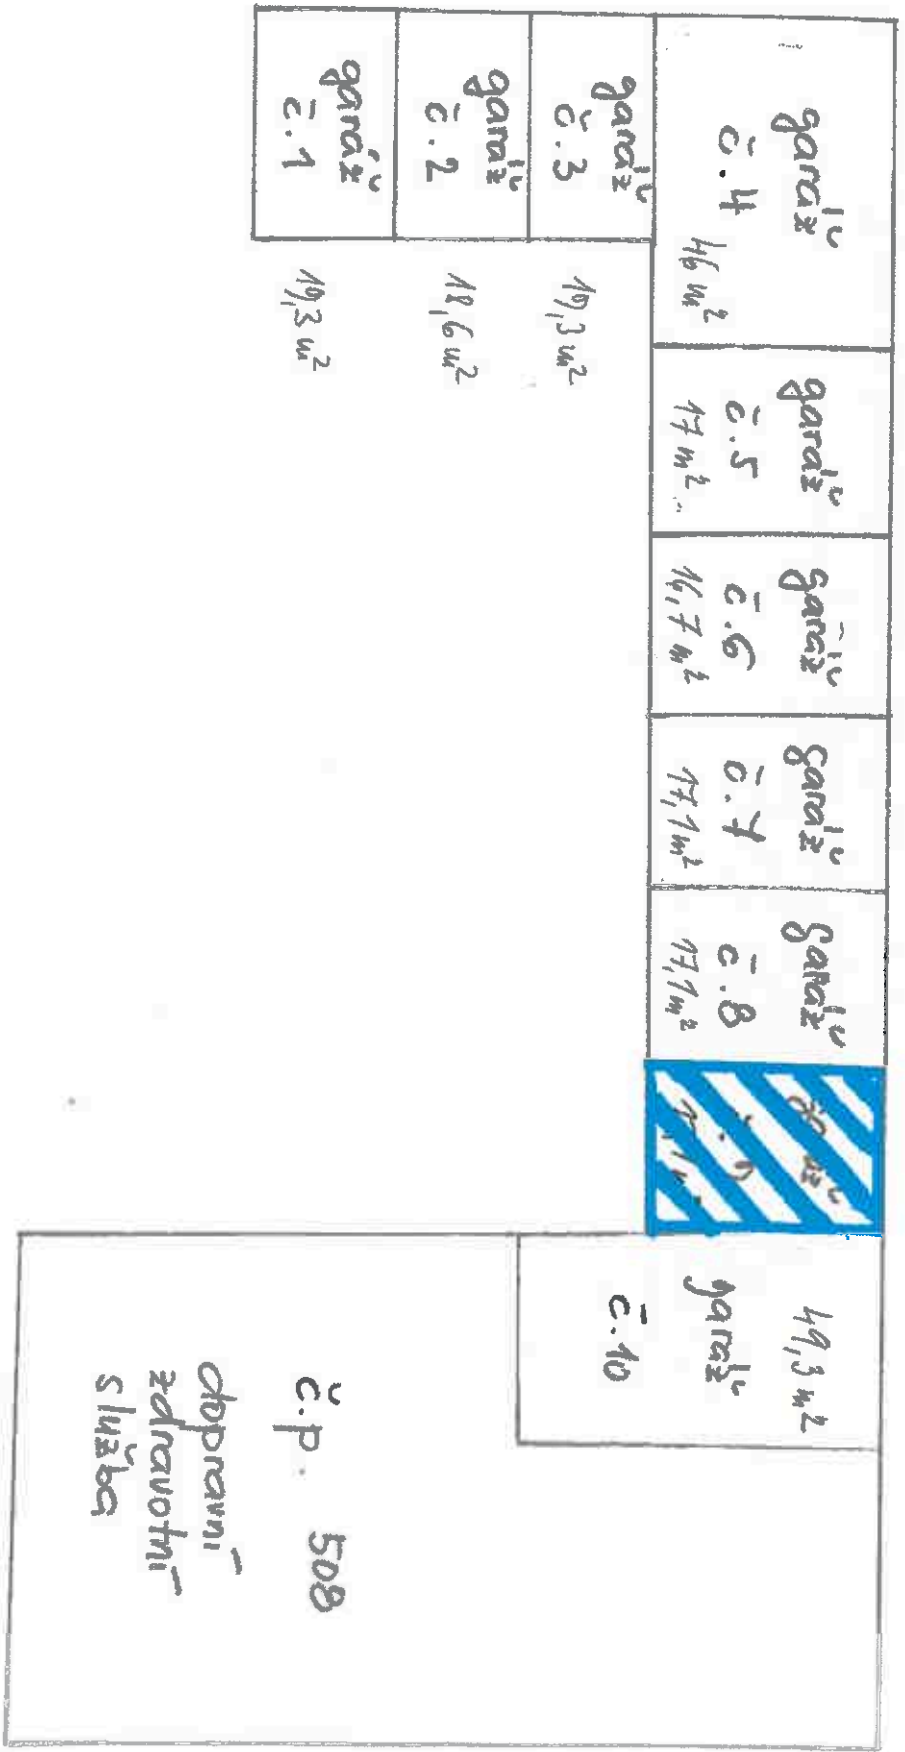 garáž
č.1
19,3 m²
garáž
č.2
18,6 m²
garáž
č.3
19,3 m²
garáž
č.4
46 m²
garáž
č.5
17 m²
garáž
č.6
16,7 m²
garáž
č.7
17,1 m²
garáž
č.8
17,1 m²
49,3 m²
garáž
č.10
č.p. 508
dopravní
zdravotní
služba